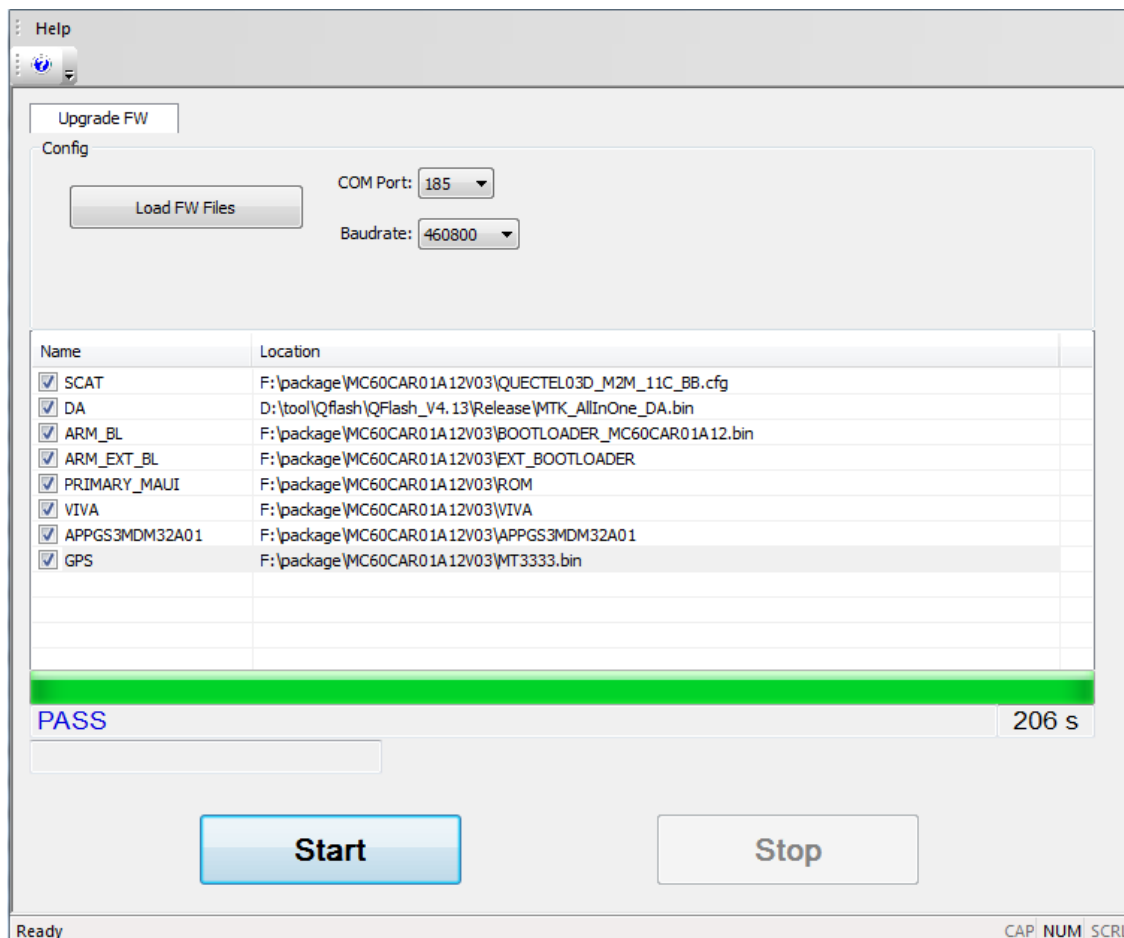 Help
Upgrade FW
Config
Load FW Files
COM Port: 185
Baudrate: 460800
Name Location
SCAT F:\package\MC60CAR01A12V03\QUECTEL03D_M2M_11C_BB.cfg
DA D:\tool\Qflash\QFlash_V4.13\Release\MTK_AllInOne_DA.bin
ARM_BL F:\package\MC60CAR01A12V03\BOOTLOADER_MC60CAR01A12.bin
ARM_EXT_BL F:\package\MC60CAR01A12V03\EXT_BOOTLOADER
PRIMARY_MAUI F:\package\MC60CAR01A12V03\ROM
VIVA F:\package\MC60CAR01A12V03\VIVA
APPGS3MDM32A01 F:\package\MC60CAR01A12V03\APPGS3MDM32A01
GPS F:\package\MC60CAR01A12V03\MT3333.bin
PASS 206 s
Start Stop
Ready CAP NUM SCRL